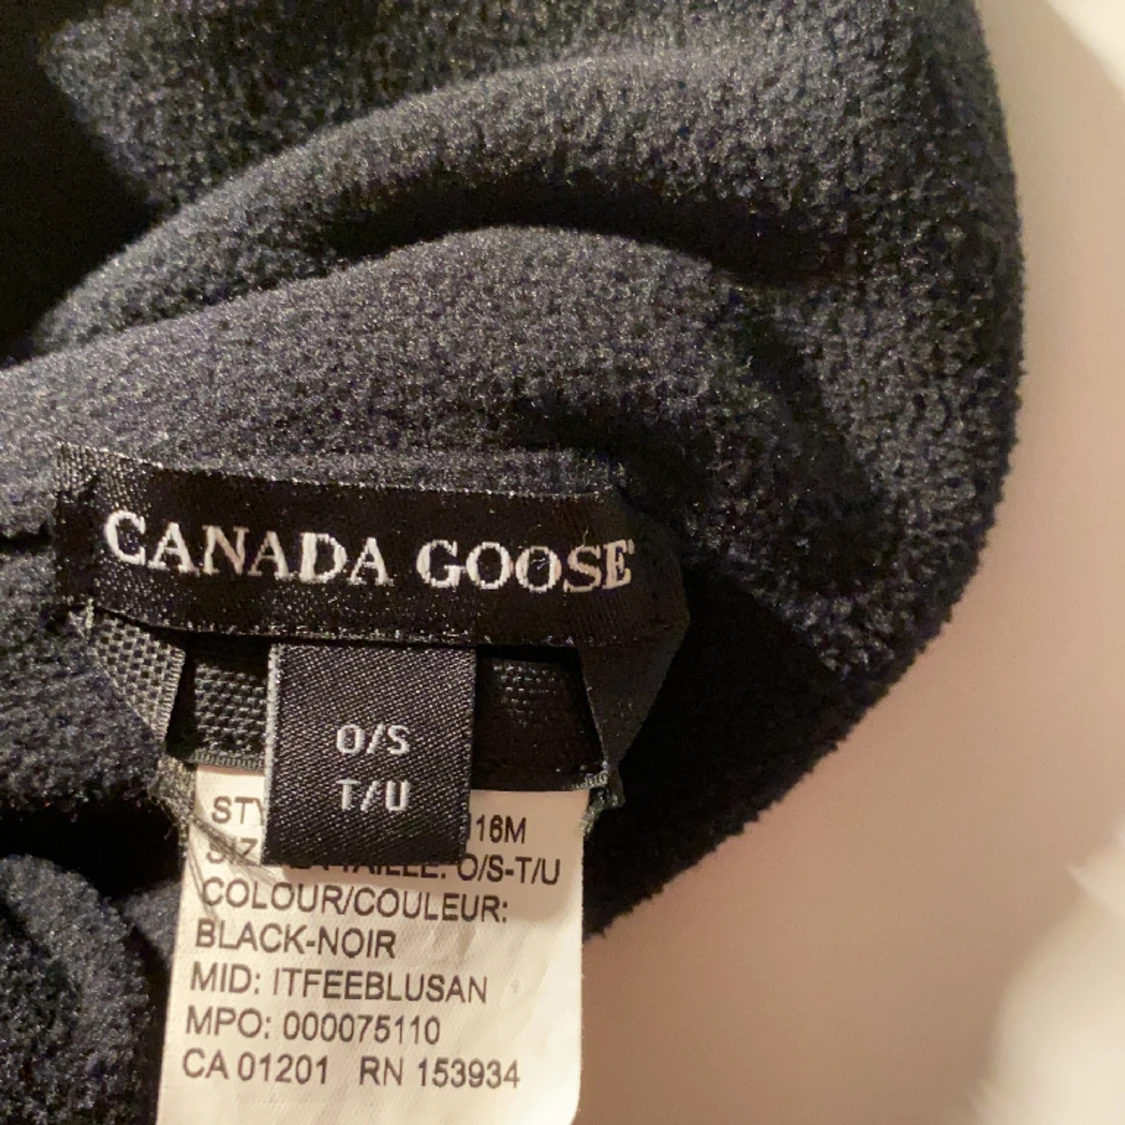 CANADA GOOSE
O/S
T/U
16M
TAILLE: O/S-T/U
COLOUR/COULEUR:
BLACK-NOIR
MID: ITFEEBLUSAN
MPO: 000075110
CA 01201 RN 153934